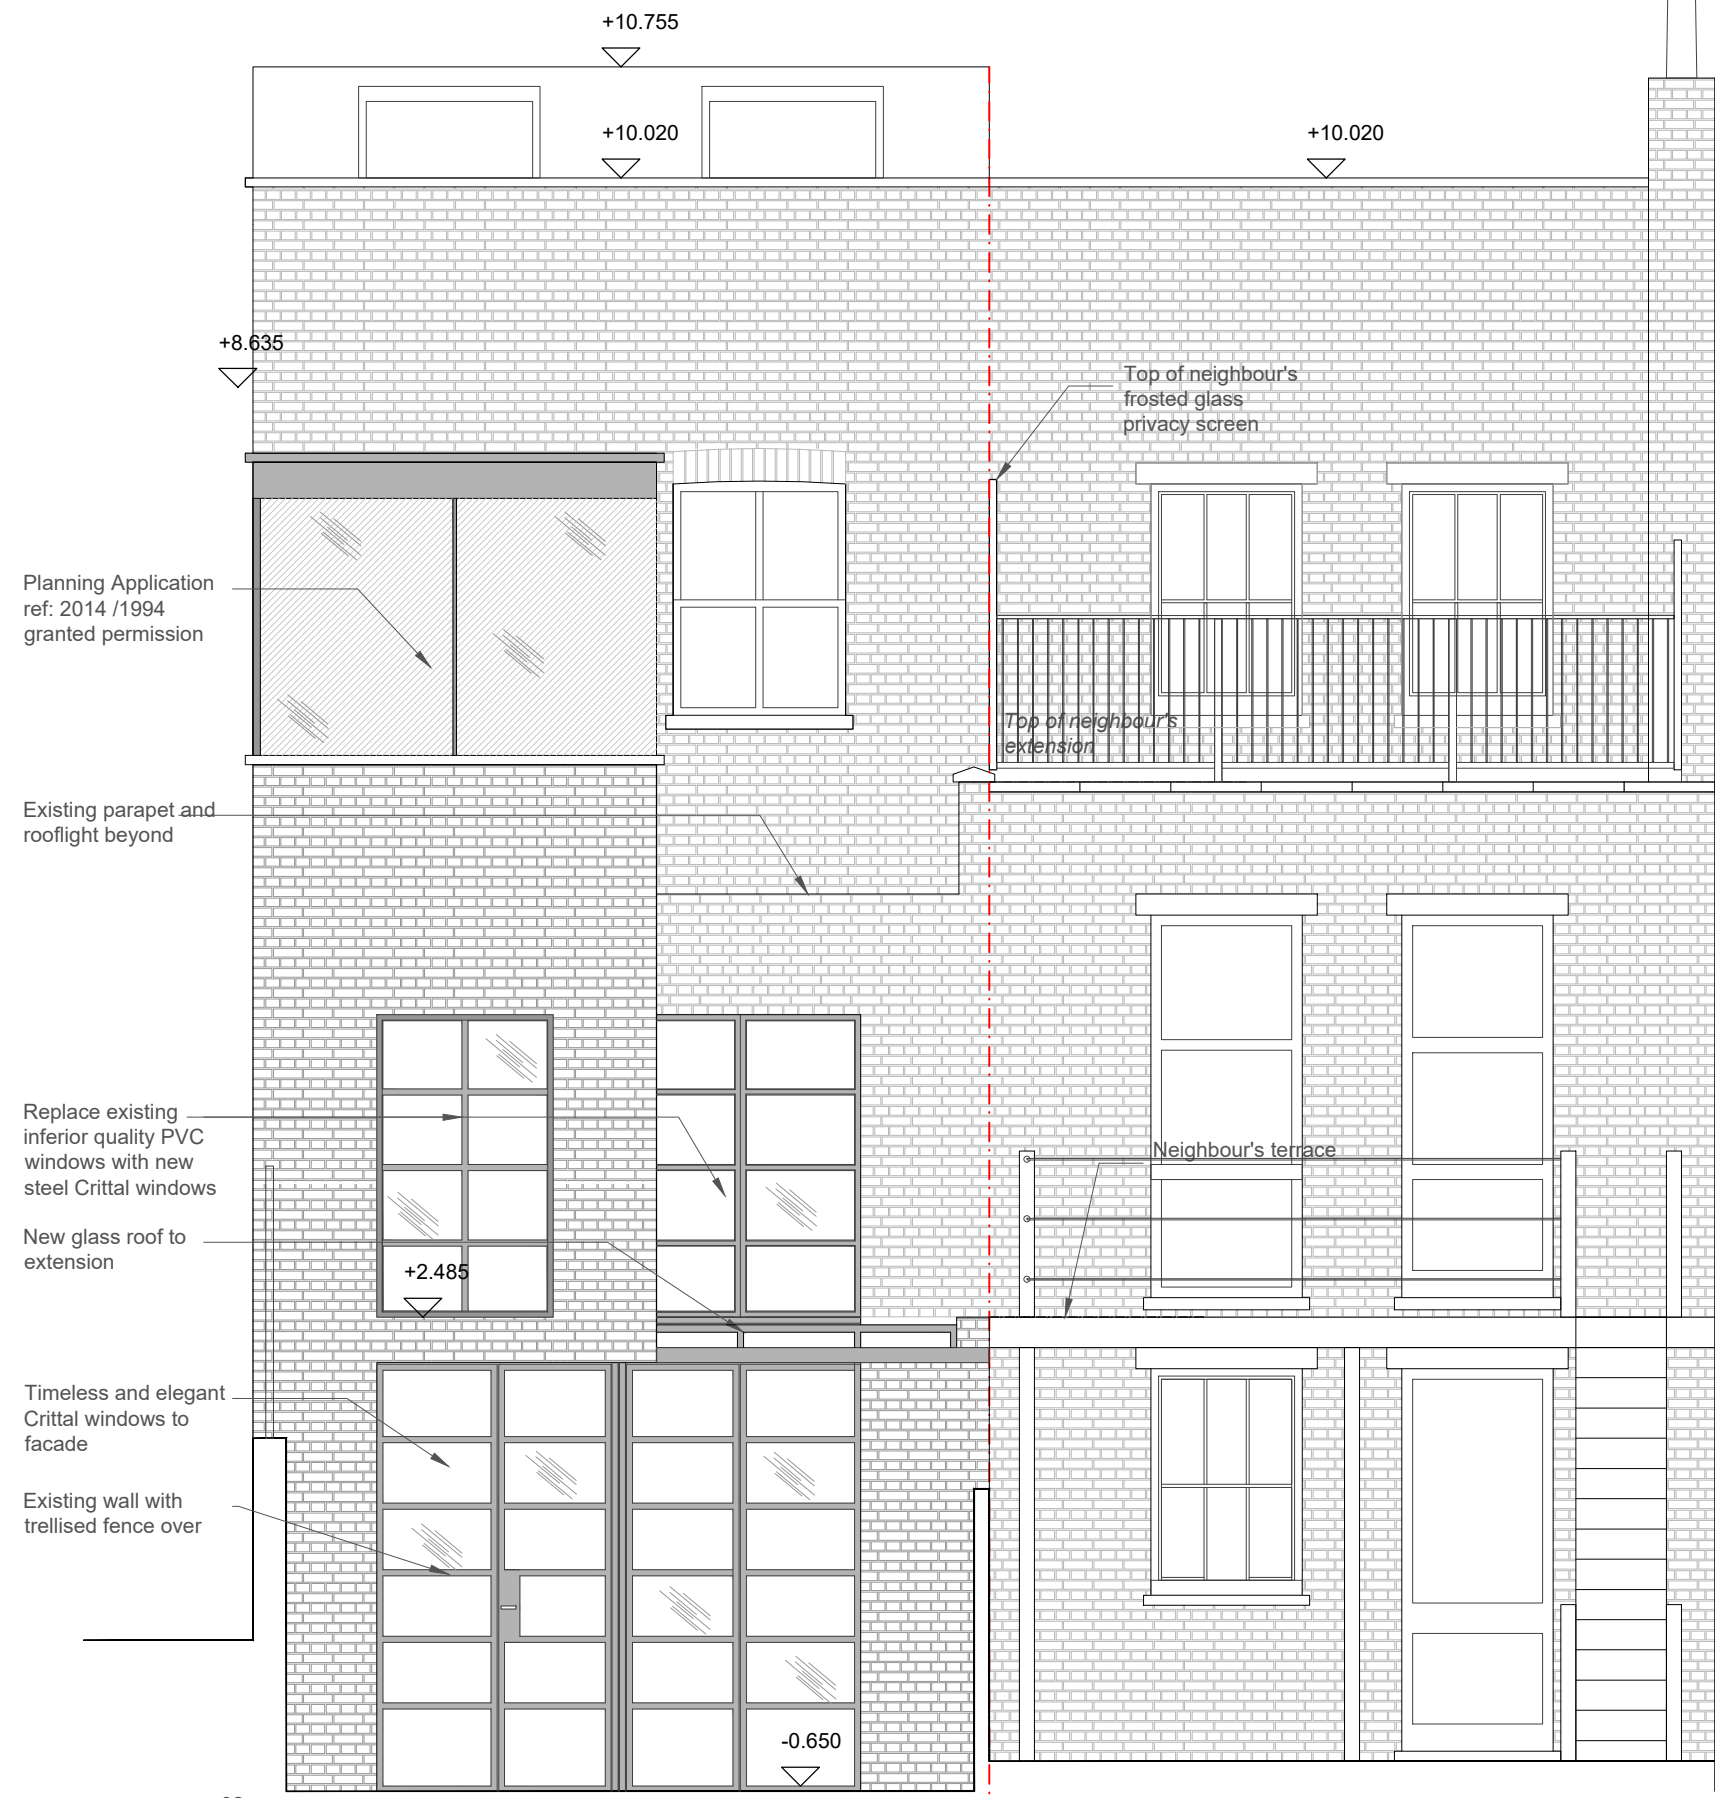 +10.755
+10.020
+10.020
+8.635
Top of neighbour's
frosted glass
privacy screen
Planning Application
ref: 2014 /1994
granted permission
Top of neighbour's
extension
Existing parapet and
rooflight beyond
Replace existing
inferior quality PVC
windows with new
steel Crittal windows
Neighbour's terrace
New glass roof to
extension
+2.485
Timeless and elegant
Crittal windows to
facade
Existing wall with
trellised fence over
-0.650